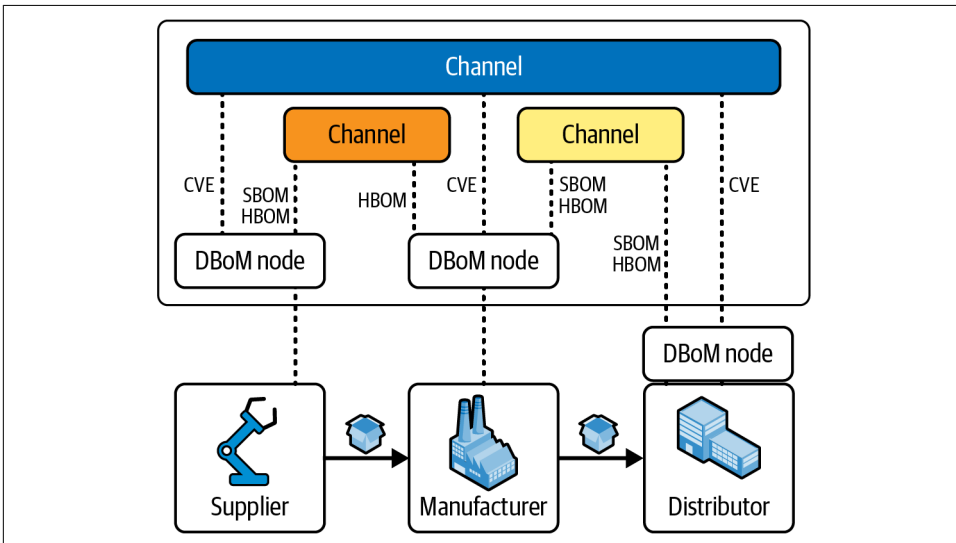 Channel
Channel
Channel
CVE
SBOM
HBOM
HBOM
CVE
SBOM
HBOM
CVE
SBOM
HBOM
DBoM node
DBoM node
DBoM node
Supplier
Manufacturer
Distributor